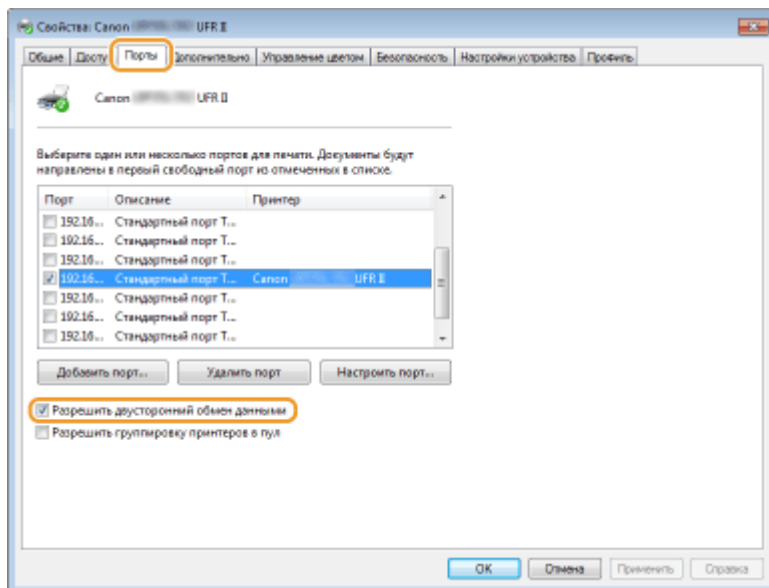 Свойства: Canon UFR II
Общие Досту Порты Дополнительно Управление цветом Безопасность Настройки устройства Профиль
Canon UFR II
Выберите один или несколько портов для печати. Документы будут
направлены в первый свободный порт из отмеченных в списке.
Порт Описание Принтер
192.16... Стандартный порт T...
192.16... Стандартный порт T...
192.16... Стандартный порт T...
192.16... Стандартный порт T... Canon UFR II
192.16... Стандартный порт T...
192.16... Стандартный порт T...
192.16... Стандартный порт T...
Добавить порт... Удалить порт Настроить порт...
Разрешить двусторонний обмен данными
Разрешить группировку принтеров в пул
OK Отмена Применить Справка